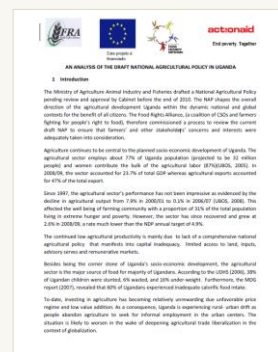 FRA
act!onaid
End poverty. Together
AN ANALYSIS OF THE DRAFT NATIONAL AGRICULTURAL POLICY IN UGANDA
1 Introduction
The Ministry of Agriculture Animal Industry and Fisheries drafted a National Agricultural Policy
pending review and approval by Cabinet before the end of 2010. The NAP shapes the overall
direction of the agricultural development Uganda within the dynamic national and global
contexts for the benefit of all citizens. The Food Rights Alliance, (a coalition of CSOs and farmers
fighting for people's right to food), therefore commissioned a process to review the current
draft NAP to ensure that farmers' and other stakeholders' concerns and interests were
adequately taken into consideration.
Agriculture continues to be central to the planned socio economic development of Uganda. The
agricultural sector employs about 77% of Uganda population (projected to be 32 million
people) and women contribute the bulk of the agricultural labour (87%)(UBOS, 2005). In
2008/09, the sector accounted for 23.7% of total GDP whereas agricultural exports accounted
for 47% of the total export.
Since 1997, the agricultural sector's performance has not been impressive as evidenced by the
decline in agricultural output from 7.9% in 2000/01 to 0.1% in 2006/07 (UBOS, 2008). This
affected the well being of farming community with a proportion of 31% of the total population
living in extreme hunger and poverty. However, the sector has since recovered and grew at
2.6% in 2008/09, a rate much lower than the NDP annual target of
The continued low agricultural productivity is mainly due to lack of a comprehensive national
agricultural policy that manifests into capital inadequacy, limited access to land, inputs,
advisory serves and remunerative markets.
Besides being the corner stone of Uganda's socio-economic development, the agricultural
sector is the major source of food for majority of Ugandans. According to the UDHS (2006), 38%
of Ugandan children were stunted, 6% wasted, and 16% under weight. Furthermore, the MDG
report (2007), revealed that 60% of Ugandans experienced inadequate calorific food intake.
To date, investing in agriculture has becoming relatively unrewarding due unfavorable price
regime and low value addition. As a consequence, Uganda is experiencing rural- urban drift as
people abandon agriculture to seek for informal employment in the urban centers. The
situation is likely to worsen in the wake of deepening agricultural trade liberalization in the
context of globalization.